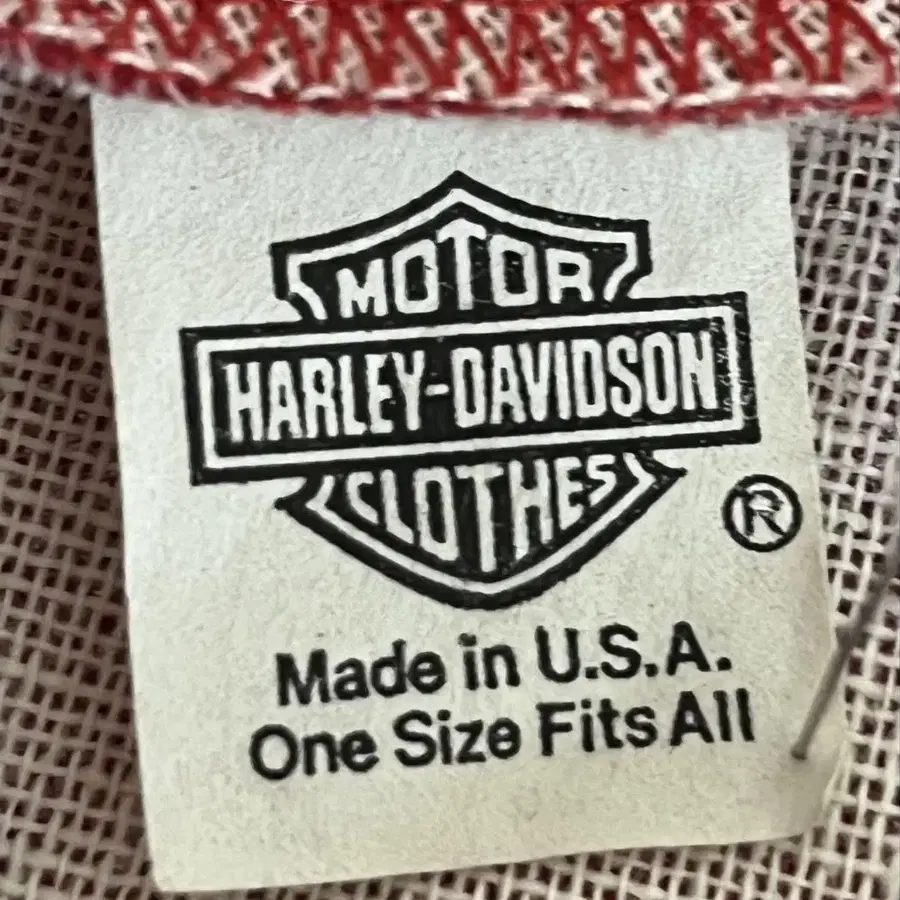 MOTOR
HARLEY-DAVIDSON
CLOTHES
®
Made in U.S.A.
One Size Fits All